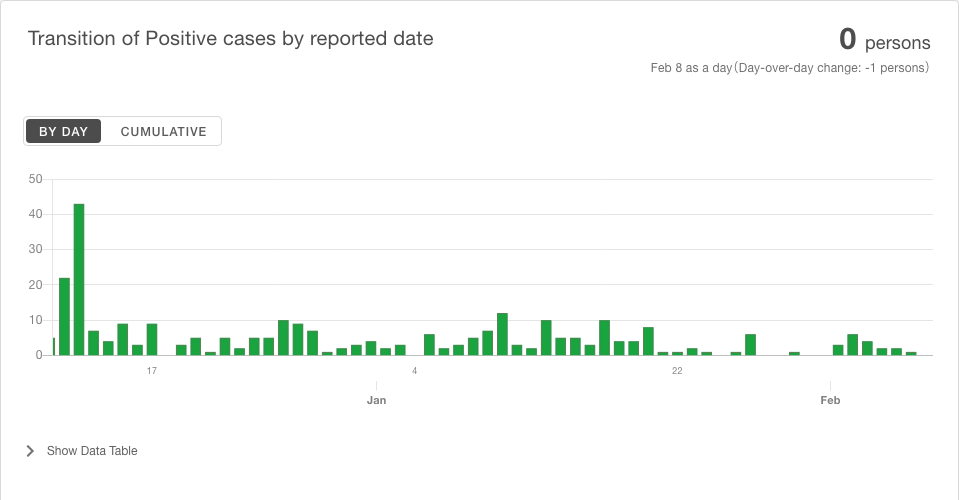 Transition of Positive cases by reported date
0 persons
Feb 8 as a day(Day-over-day change: -1 persons)
BY DAY
CUMULATIVE
50
40
30
20
10
0
17
4
22
Jan
Feb
Show Data Table